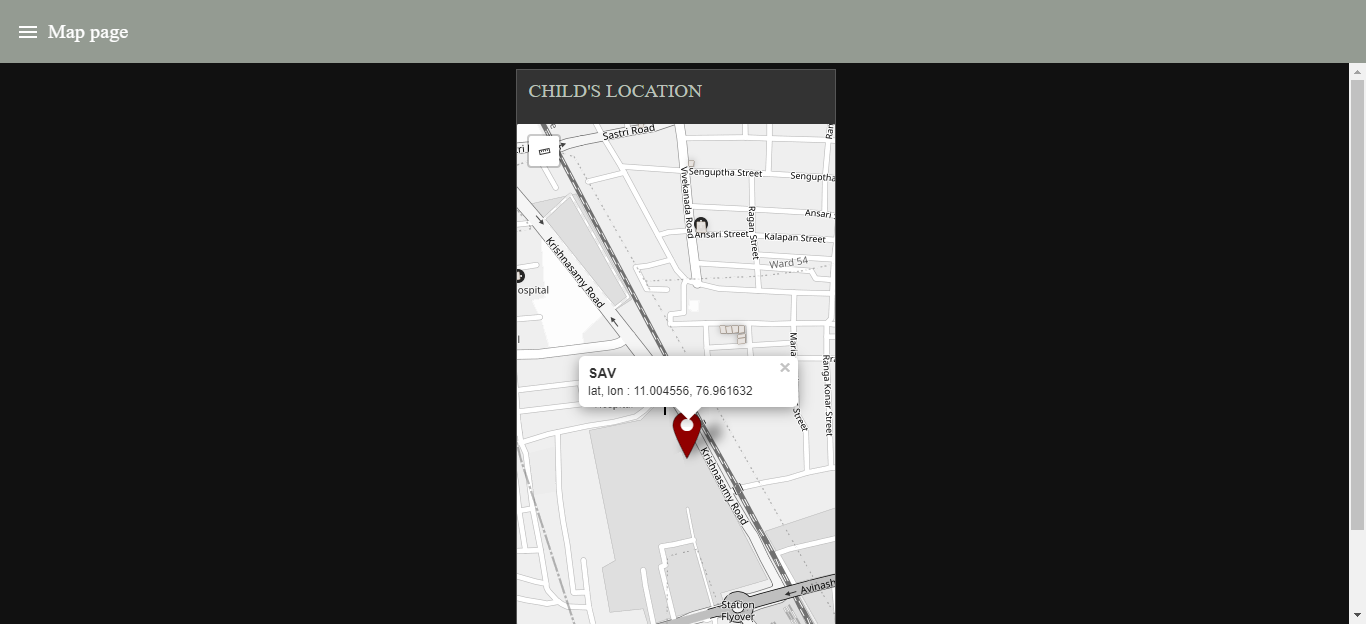 Map page
CHILD'S LOCATION
Sastri Road
Senguptha Street
Senguptha
Vivekanada Road
Ansari
Ragan Street
Ansari Street
Kalapan Street
Ward 54
Krishnasamy Road
ospital
SAV
lat, lon : 11.004556, 76.961632
Ranga Konar Street
Street
Krishnasamy Road
Avinash
Station
Flyover